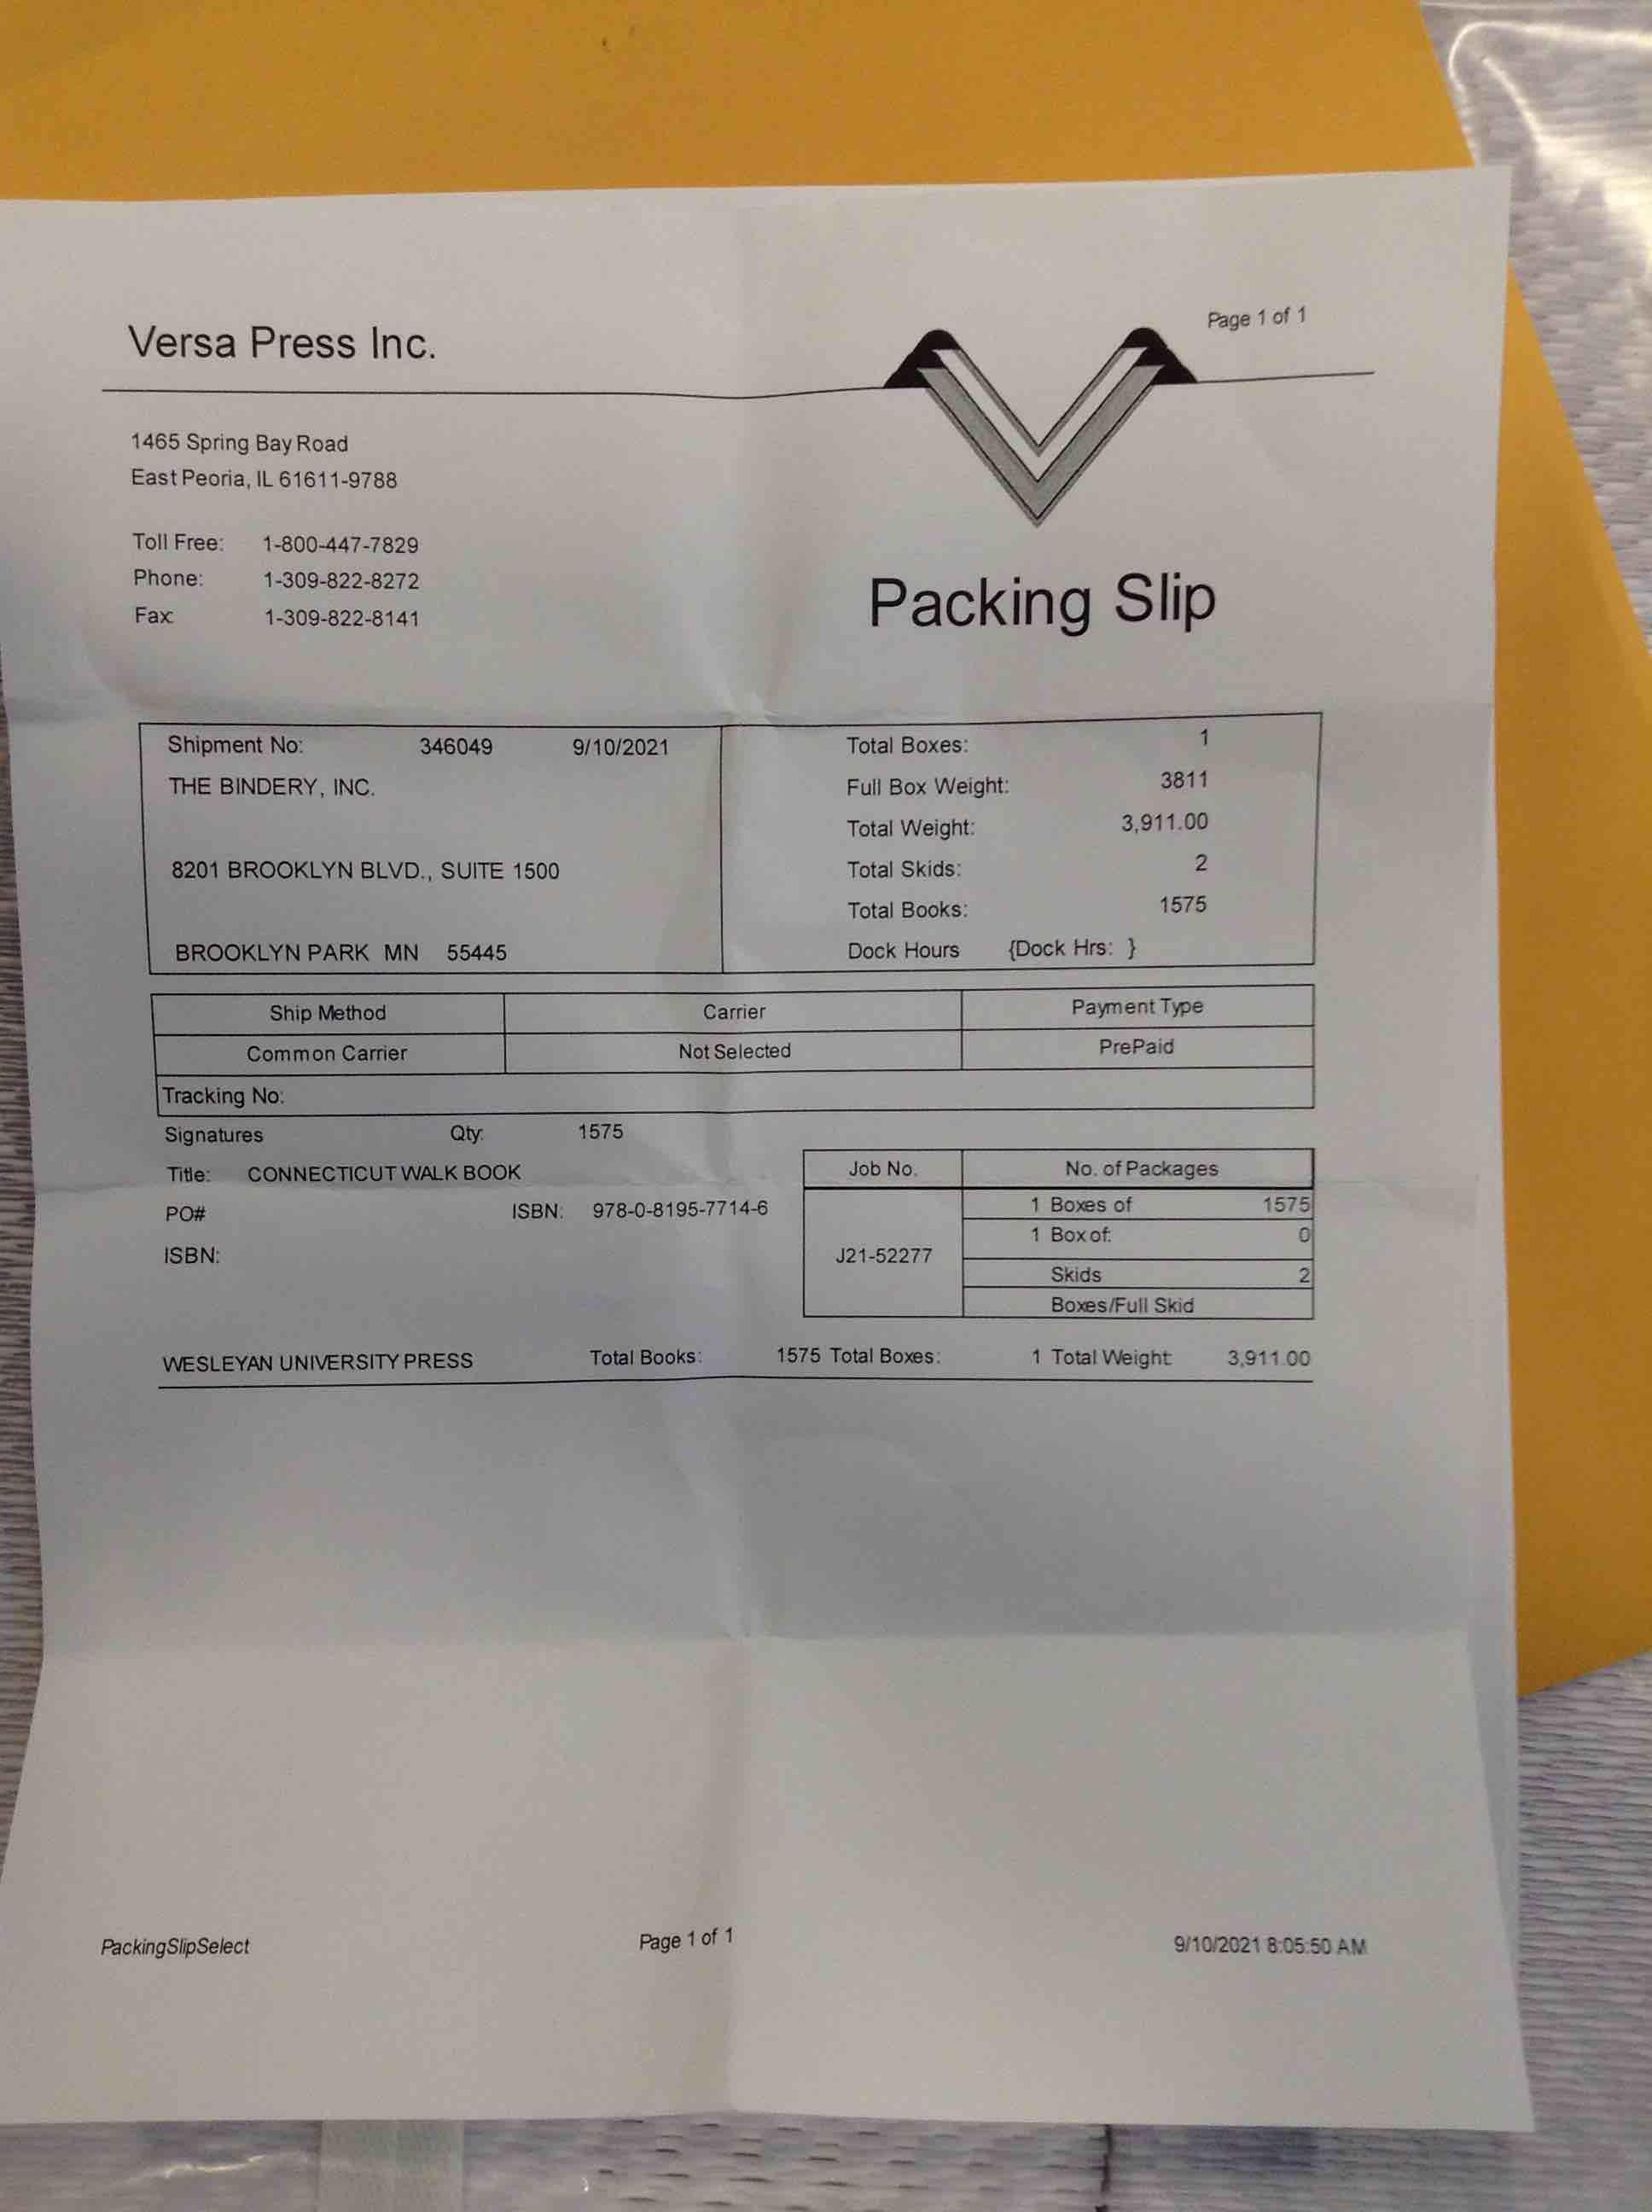 Page 1 of 1
Versa Press Inc.
1465 Spring Bay Road
East Peoria, IL 61611-9788
Toll Free: 1-800-447-7829
Phone: 1-309-822-8272
Fax: 1-309-822-8141
Packing Slip
Shipment No: 346049 9/10/2021
THE BINDERY, INC.
8201 BROOKLYN BLVD., SUITE 1500
BROOKLYN PARK MN 55445
Total Boxes: 1
Full Box Weight: 3811
Total Weight: 3,911.00
Total Skids: 2
Total Books: 1575
Dock Hours {Dock Hrs: }
Ship Method Carrier Payment Type
Common Carrier Not Selected PrePaid
Tracking No:
Signatures Qty: 1575
Title: CONNECTICUT WALK BOOK
PO# ISBN: 978-0-8195-7714-6
ISBN:
Job No. No. of Packages
J21-52277
1 Boxes of 1575
1 Box of: 0
Skids 2
Boxes/Full Skid
WESLEYAN UNIVERSITY PRESS Total Books: 1575 Total Boxes: 1 Total Weight: 3,911.00
PackingSlipSelect Page 1 of 1 9/10/2021 8:05:50 AM